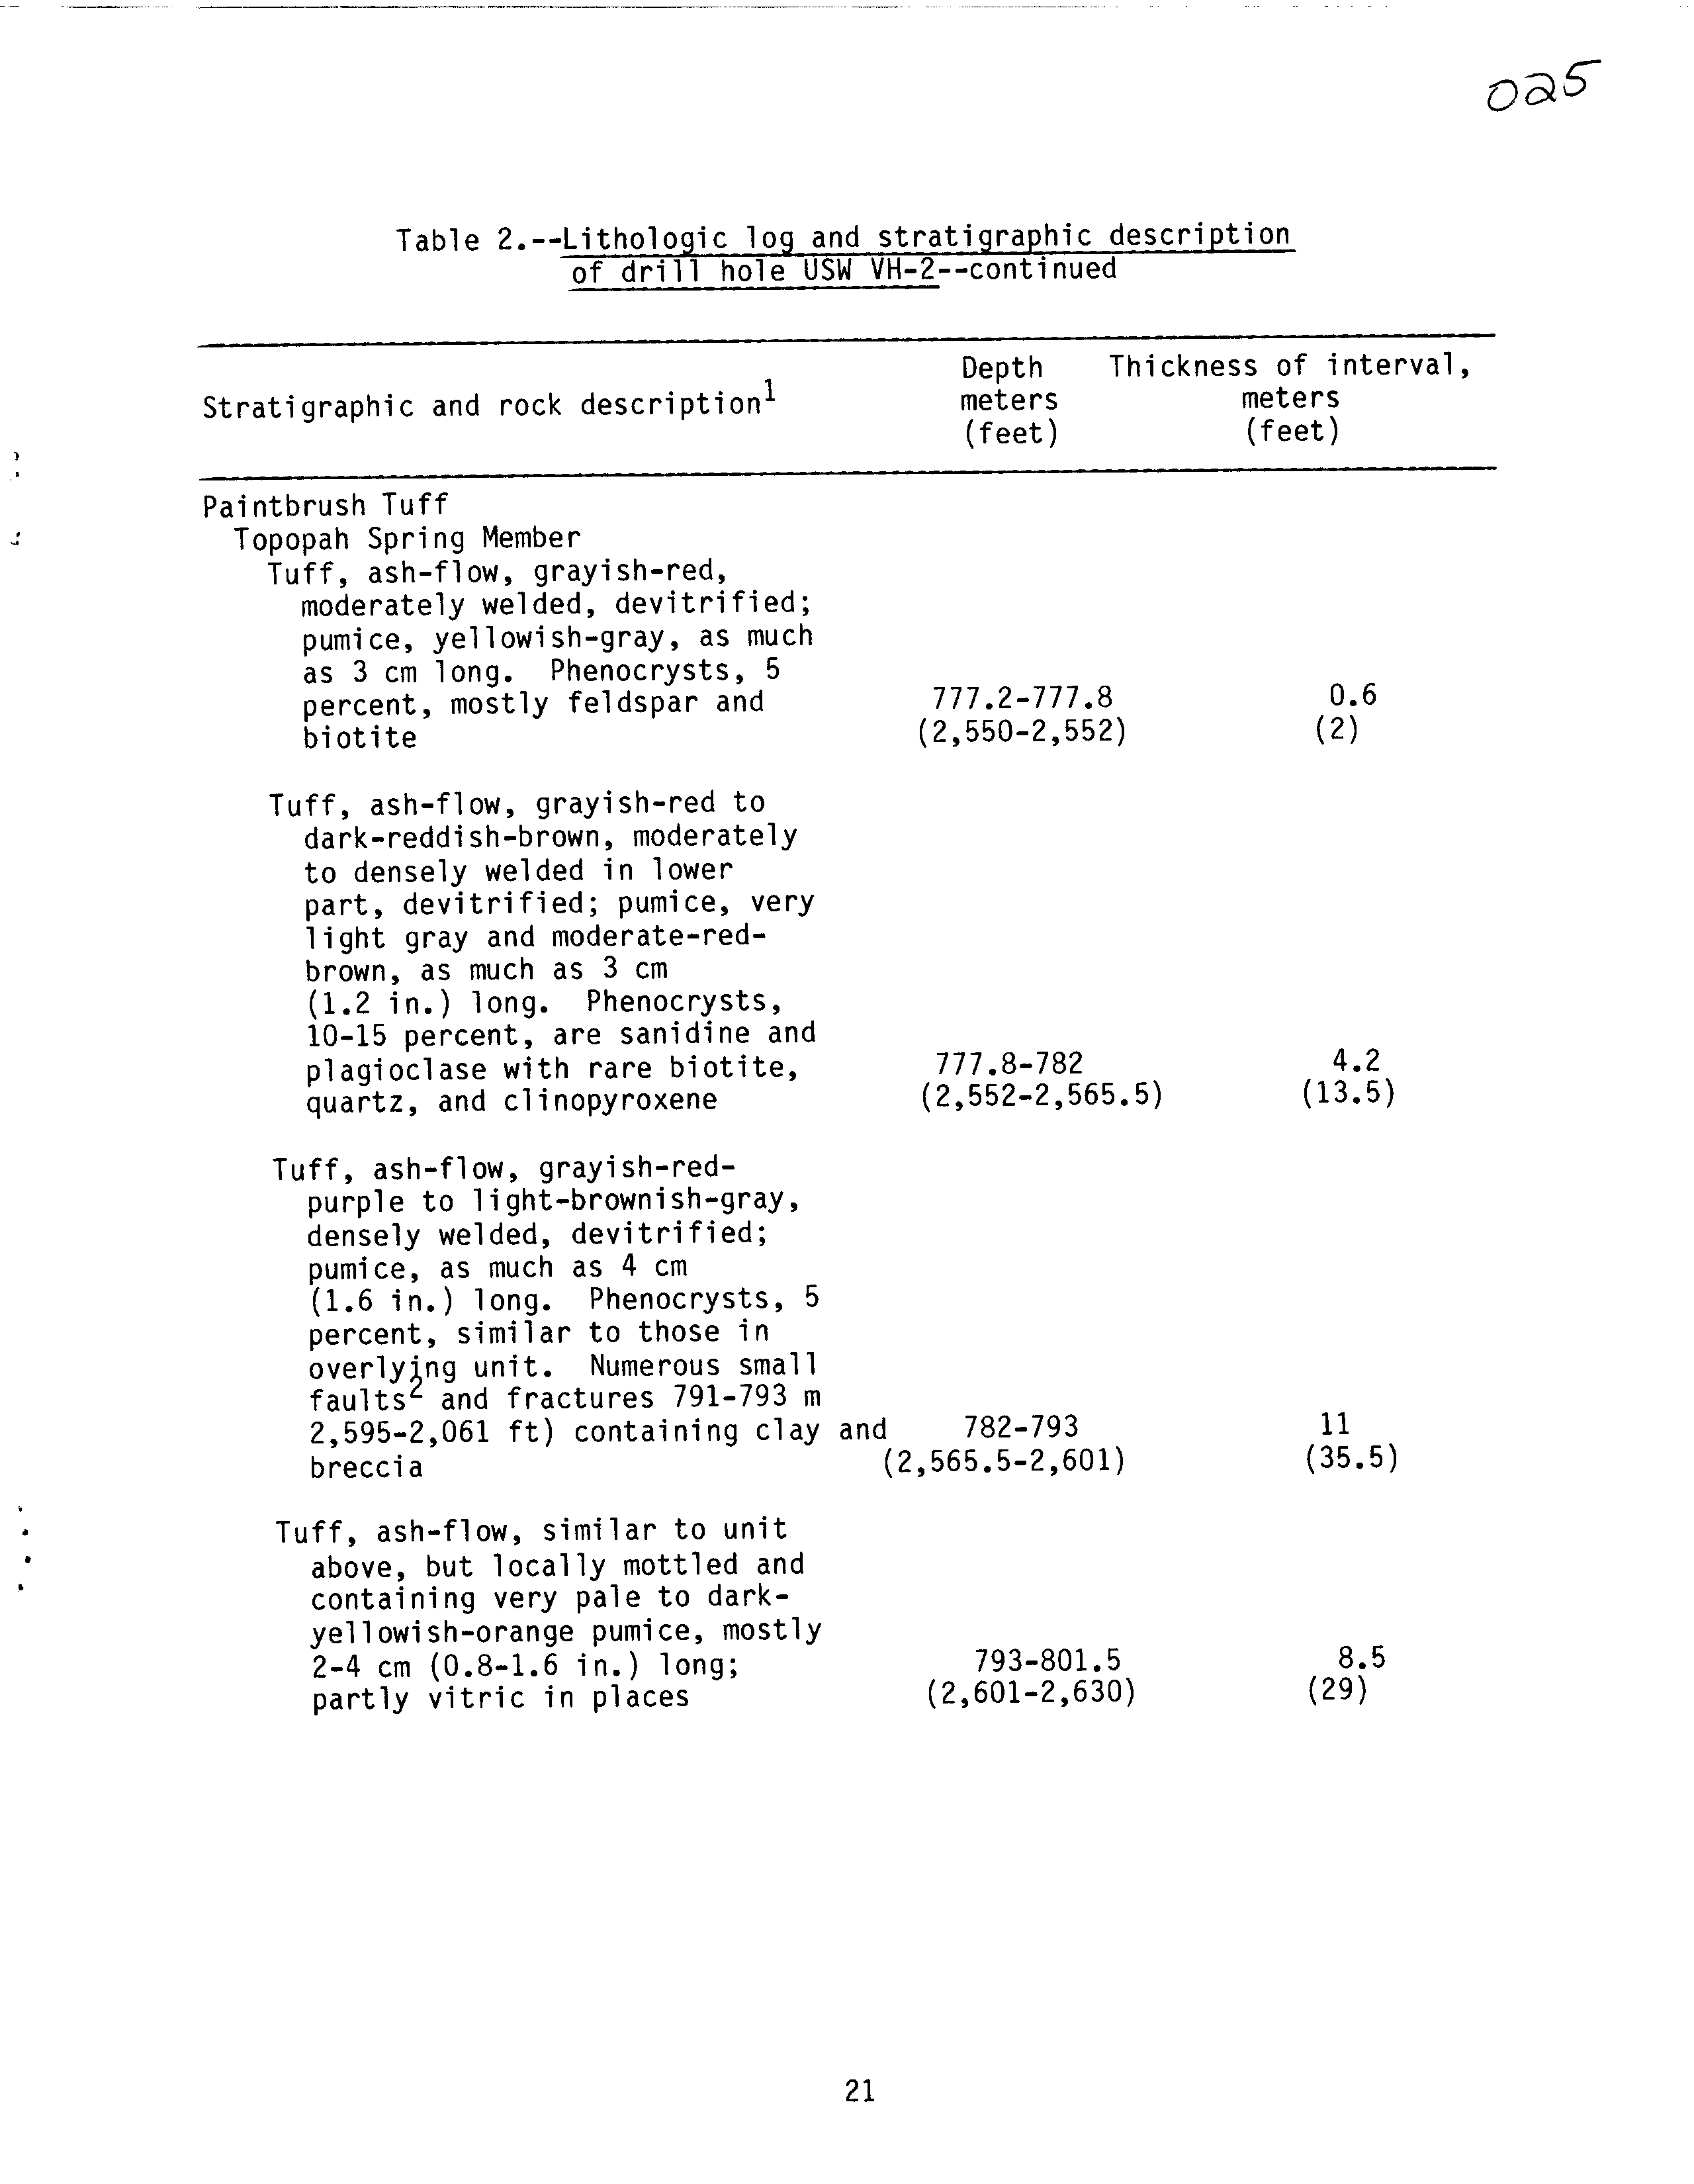 025
Table 2.--Lithologic log and stratigraphic description
of drill hole USW VH-2--continued
Depth Thickness of interval,
Stratigraphic and rock description1 meters meters
(feet) (feet)
Paintbrush Tuff
Topopah Spring Member
Tuff, ash-flow, grayish-red,
moderately welded, devitrified;
pumice, yellowish-gray, as much
as 3 cm long. Phenocrysts, 5
percent, mostly feldspar and 777.2-777.8 0.6
biotite (2,550-2,552) (2)
Tuff, ash-flow, grayish-red to
dark-reddish-brown, moderately
to densely welded in lower
part, devitrified; pumice, very
light gray and moderate-red-
brown, as much as 3 cm
(1.2 in.) long. Phenocrysts,
10-15 percent, are sanidine and
plagioclase with rare biotite, 777.8-782 4.2
quartz, and clinopyroxene (2,552-2,565.5) (13.5)
Tuff, ash-flow, grayish-red-
purple to light-brownish-gray,
densely welded, devitrified;
pumice, as much as 4 cm
(1.6 in.) long. Phenocrysts, 5
percent, similar to those in
overlying unit. Numerous small
faults2 and fractures 791-793 m
2,595-2,061 ft) containing clay and 782-793 11
breccia (2,565.5-2,601) (35.5)
Tuff, ash-flow, similar to unit
above, but locally mottled and
containing very pale to dark-
yellowish-orange pumice, mostly
2-4 cm (0.8-1.6 in.) long; 793-801.5 8.5
partly vitric in places (2,601-2,630) (29)
21